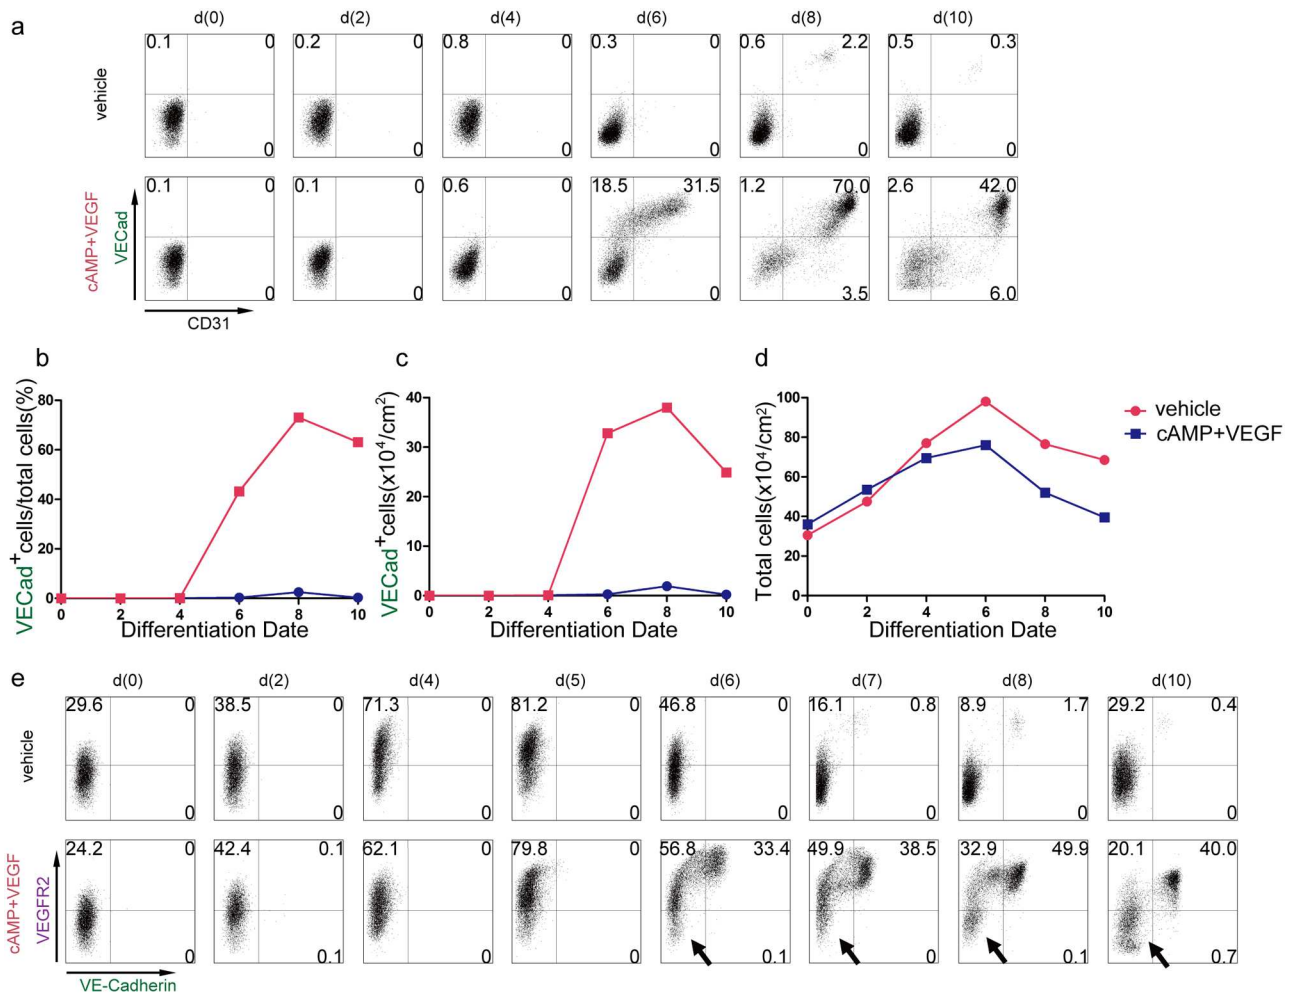 a
d(0) d(2) d(4) d(6) d(8) d(10)
vehicle
0.1 0 0.2 0 0.8 0 0.3 0 0.6 2.2 0.5 0.3
0 0 0 0 0 0
cAMP+VEGF
VECad
0.1 0 0.1 0 0.6 0 18.5 31.5 1.2 70.0 2.6 42.0
0 0 0 0 3.5 6.0
CD31
b
VECad+cells/total cells(%)
80
60
40
20
0
0 2 4 6 8 10
Differentiation Date
c
VECad+cells(x10⁴/cm²)
40
30
20
10
0
0 2 4 6 8 10
Differentiation Date
d
Total cells(x10⁴/cm²)
100
80
60
40
20
0
0 2 4 6 8 10
Differentiation Date
vehicle
cAMP+VEGF
e
d(0) d(2) d(4) d(5) d(6) d(7) d(8) d(10)
vehicle
29.6 0 38.5 0 71.3 0 81.2 0 46.8 0 16.1 0.8 8.9 1.7 29.2 0.4
0 0 0 0 0 0 0 0
cAMP+VEGF
VEGFR2
24.2 0 42.4 0.1 62.1 0 79.8 0 56.8 33.4 49.9 38.5 32.9 49.9 20.1 40.0
0 0.1 0 0 0.1 0 0.1 0.7
VE-Cadherin